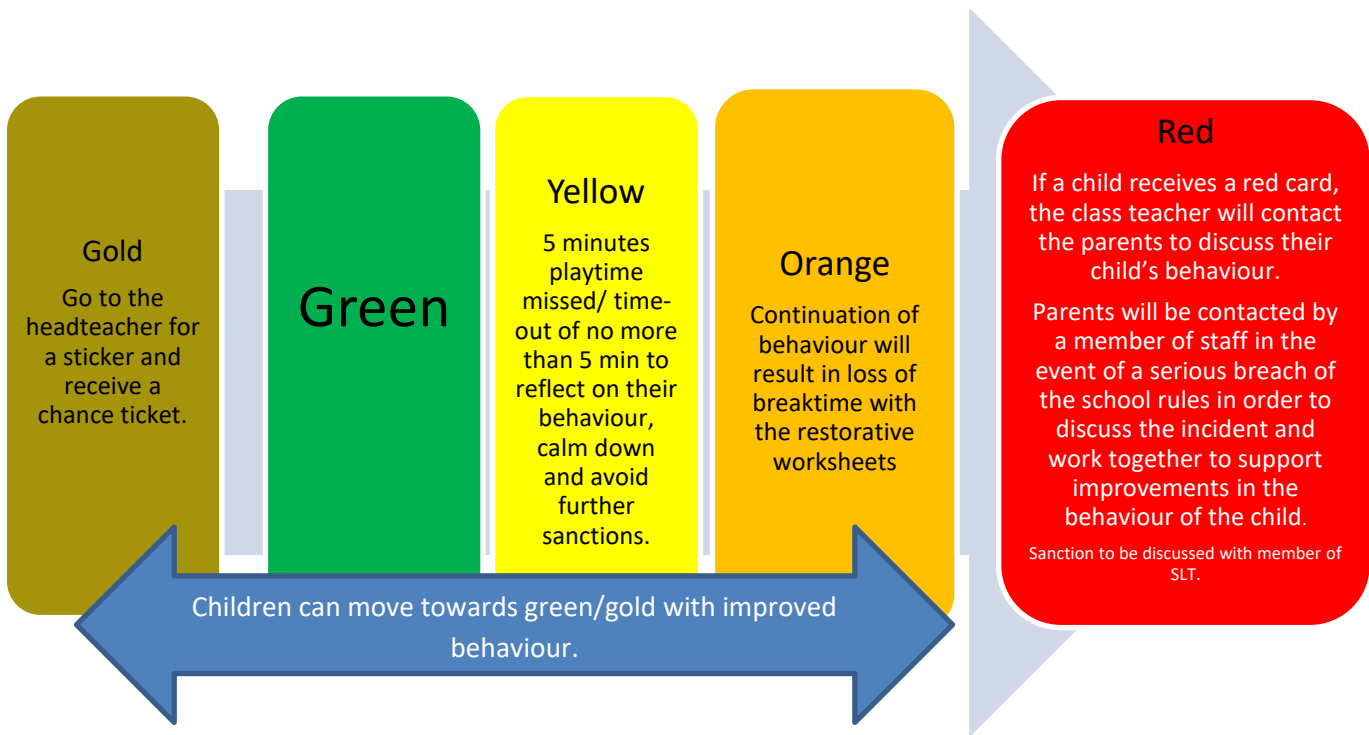 Gold
Go to the
headteacher for
a sticker and
receive a
chance ticket.
Green
Yellow
5 minutes
playtime
missed/ time-
out of no more
than 5 min to
reflect on their
behaviour,
calm down
and avoid
further
sanctions.
Orange
Continuation of
behaviour will
result in loss of
breaktime with
the restorative
worksheets
Red
If a child receives a red card,
the class teacher will contact
the parents to discuss their
child’s behaviour.
Parents will be contacted by
a member of staff in the
event of a serious breach of
the school rules in order to
discuss the incident and
work together to support
improvements in the
behaviour of the child.
Sanction to be discussed with member of
SLT.
Children can move towards green/gold with improved
behaviour.